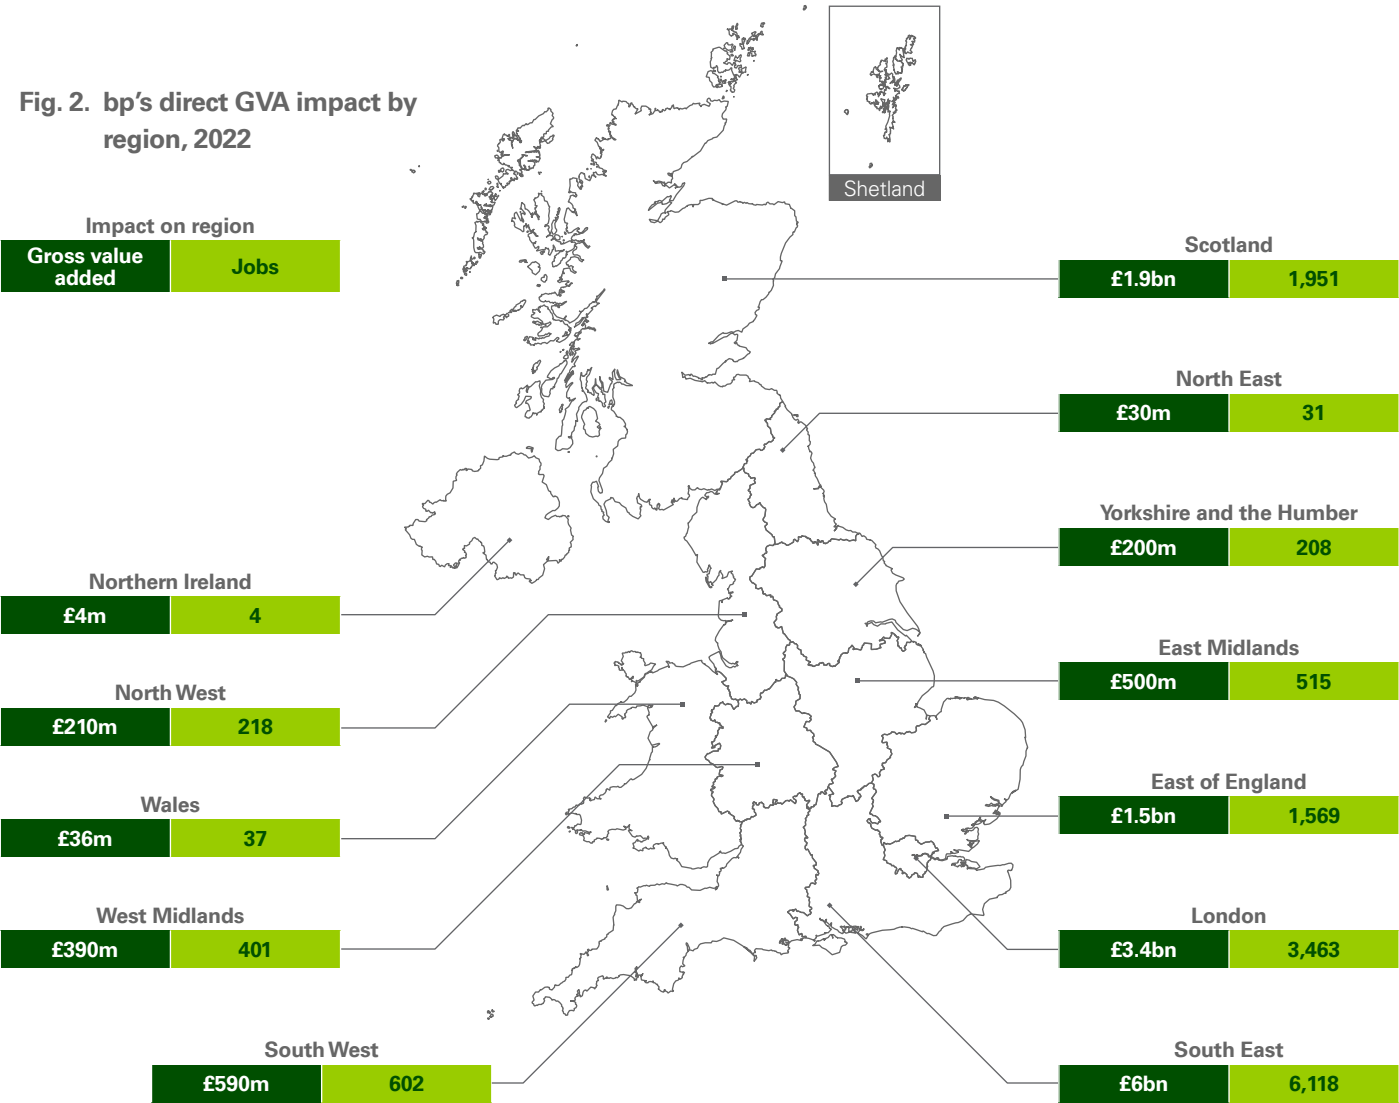 Fig. 2. bp's direct GVA impact by
region, 2022
Impact on region
Gross value
added
Jobs
Shetland
Scotland
£1.9bn 1,951
North East
£30m 31
Yorkshire and the Humber
£200m 208
East Midlands
£500m 515
East of England
£1.5bn 1,569
London
£3.4bn 3,463
South East
£6bn 6,118
Northern Ireland
£4m 4
North West
£210m 218
Wales
£36m 37
West Midlands
£390m 401
South West
£590m 602